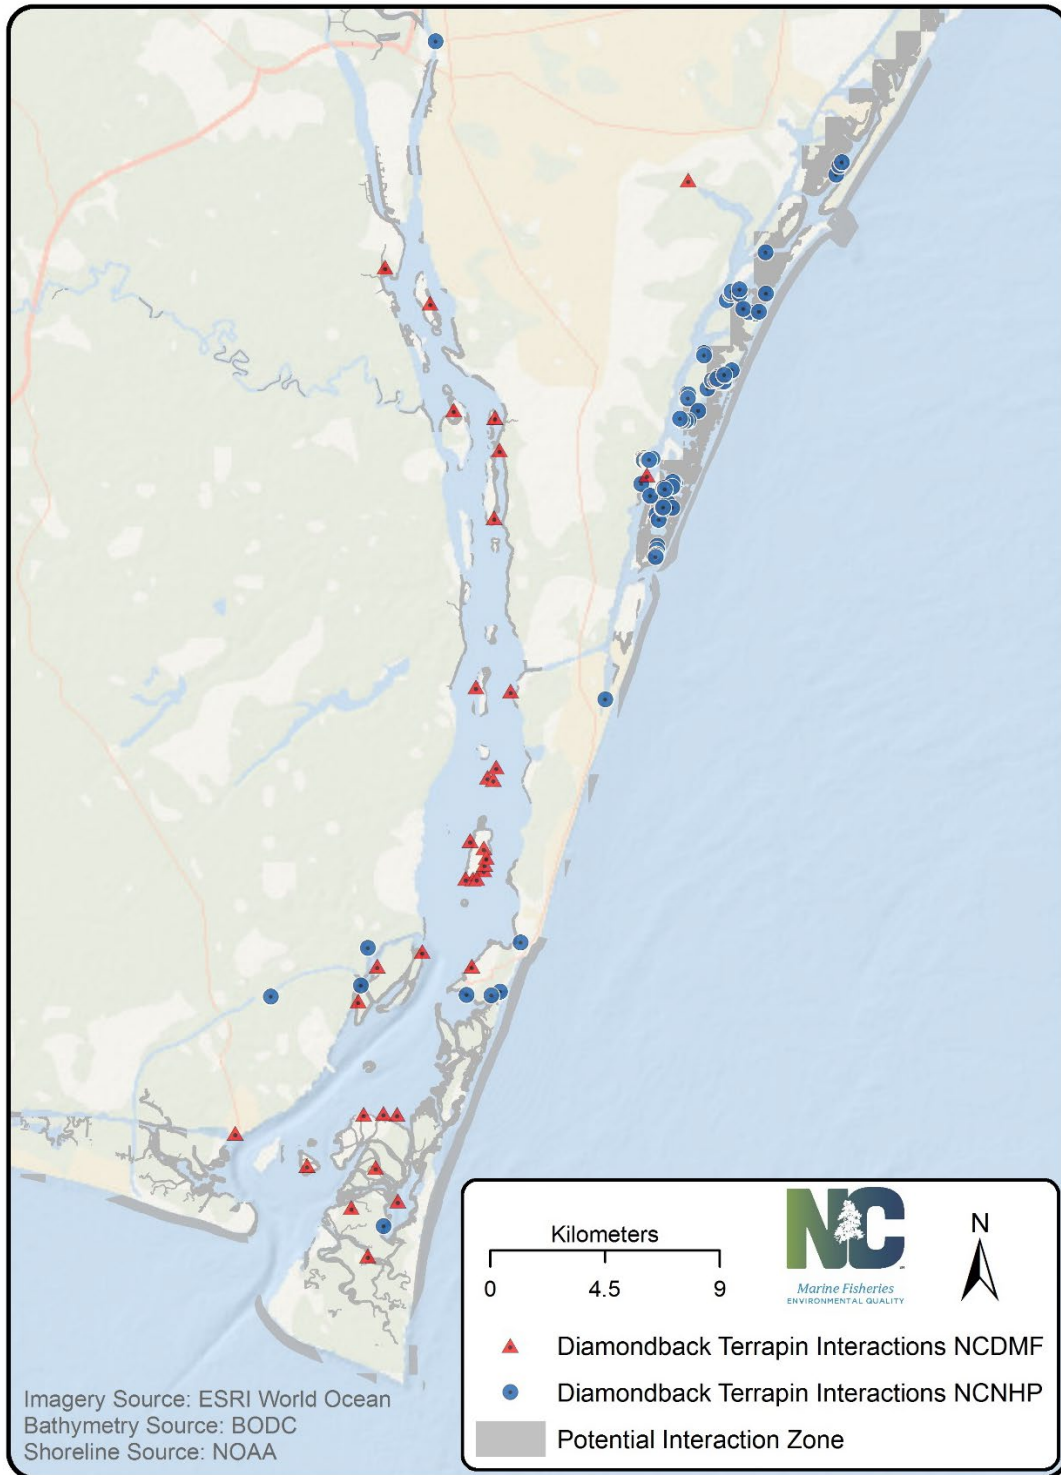 Kilometers
0 4.5 9
NC
Marine Fisheries
ENVIRONMENTAL QUALITY
N
Diamondback Terrapin Interactions NCDMF
Diamondback Terrapin Interactions NCNHP
Potential Interaction Zone
Imagery Source: ESRI World Ocean
Bathymetry Source: BODC
Shoreline Source: NOAA